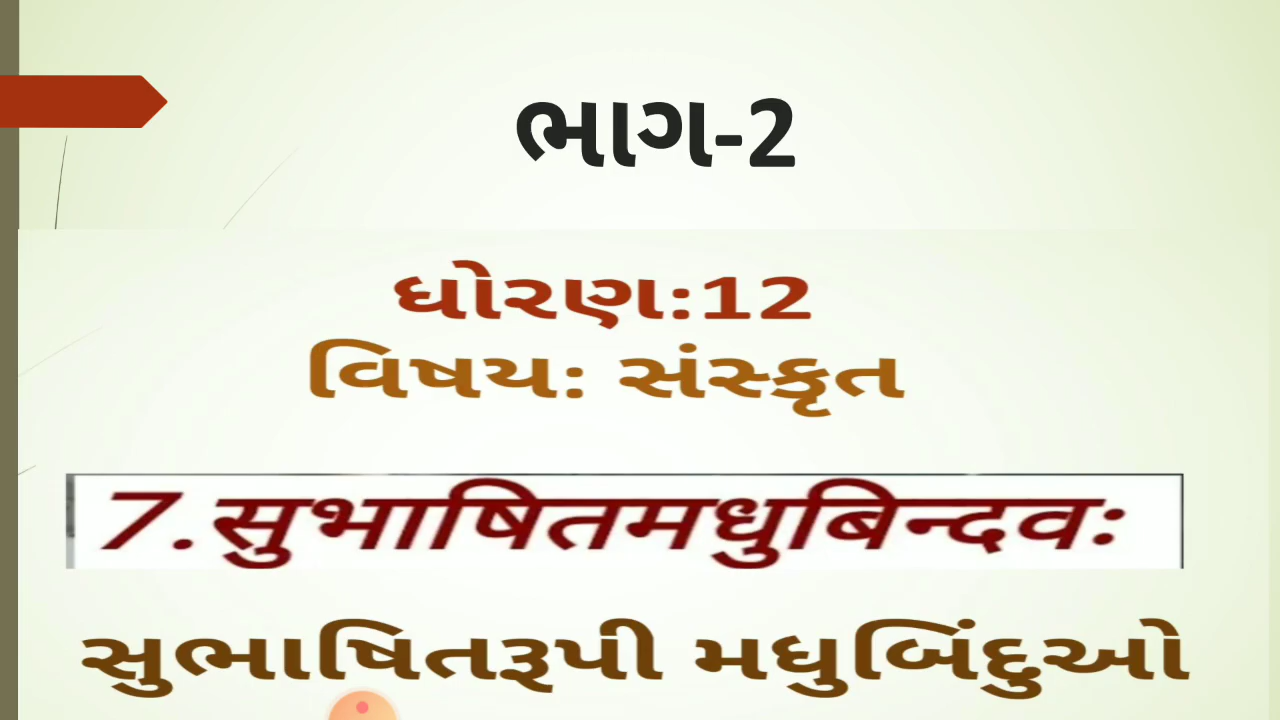 ભાગ-2
ધોરણ:12
વિષય: સંસ્કૃત
7.सुभाषितमधुबिन्दवः
સુભાષિતરૂપી મધુબિંદુઓ